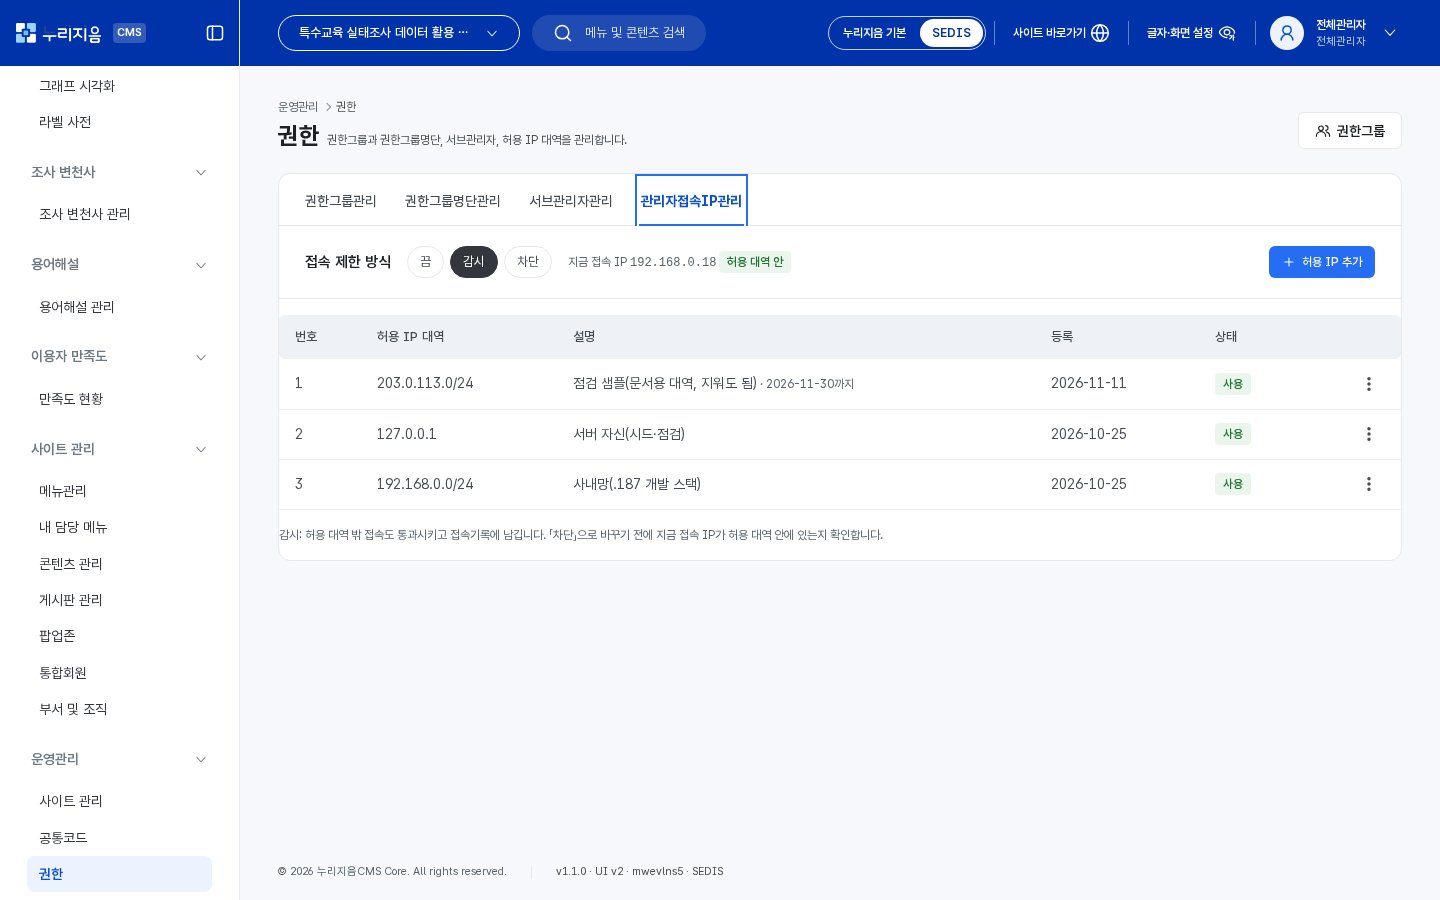 누리지음 CMS
특수교육 실태조사 데이터 활용 ···
메뉴 및 콘텐츠 검색
누리지음 기본
SEDIS
사이트 바로가기
글자·화면 설정
전체관리자
전체관리자
그래프 시각화
라벨 사전
조사 변천사
조사 변천사 관리
용어해설
용어해설 관리
이용자 만족도
만족도 현황
사이트 관리
메뉴관리
내 담당 메뉴
콘텐츠 관리
게시판 관리
팝업존
통합회원
부서 및 조직
운영관리
사이트 관리
공통코드
권한
운영관리 > 권한
권한 권한그룹과 권한그룹명단, 서브관리자, 허용 IP 대역을 관리합니다.
권한그룹
권한그룹관리 권한그룹명단관리 서브관리자관리 관리자접속IP관리
접속 제한 방식 끔 감시 차단 지금 접속 IP 192.168.0.18 허용 대역 안
허용 IP 추가
번호 허용 IP 대역 설명 등록 상태
1 203.0.113.0/24 점검 샘플(문서용 대역, 지워도 됨) · 2026-11-30까지 2026-11-11 사용
2 127.0.0.1 서버 자신(시드·점검) 2026-10-25 사용
3 192.168.0.0/24 사내망(.187 개발 스택) 2026-10-25 사용
감시: 허용 대역 밖 접속도 통과시키고 접속기록에 남깁니다. 「차단」으로 바꾸기 전에 지금 접속 IP가 허용 대역 안에 있는지 확인합니다.
© 2026 누리지음CMS Core. All rights reserved.
v1.1.0 · UI v2 · mwevlns5 · SEDIS